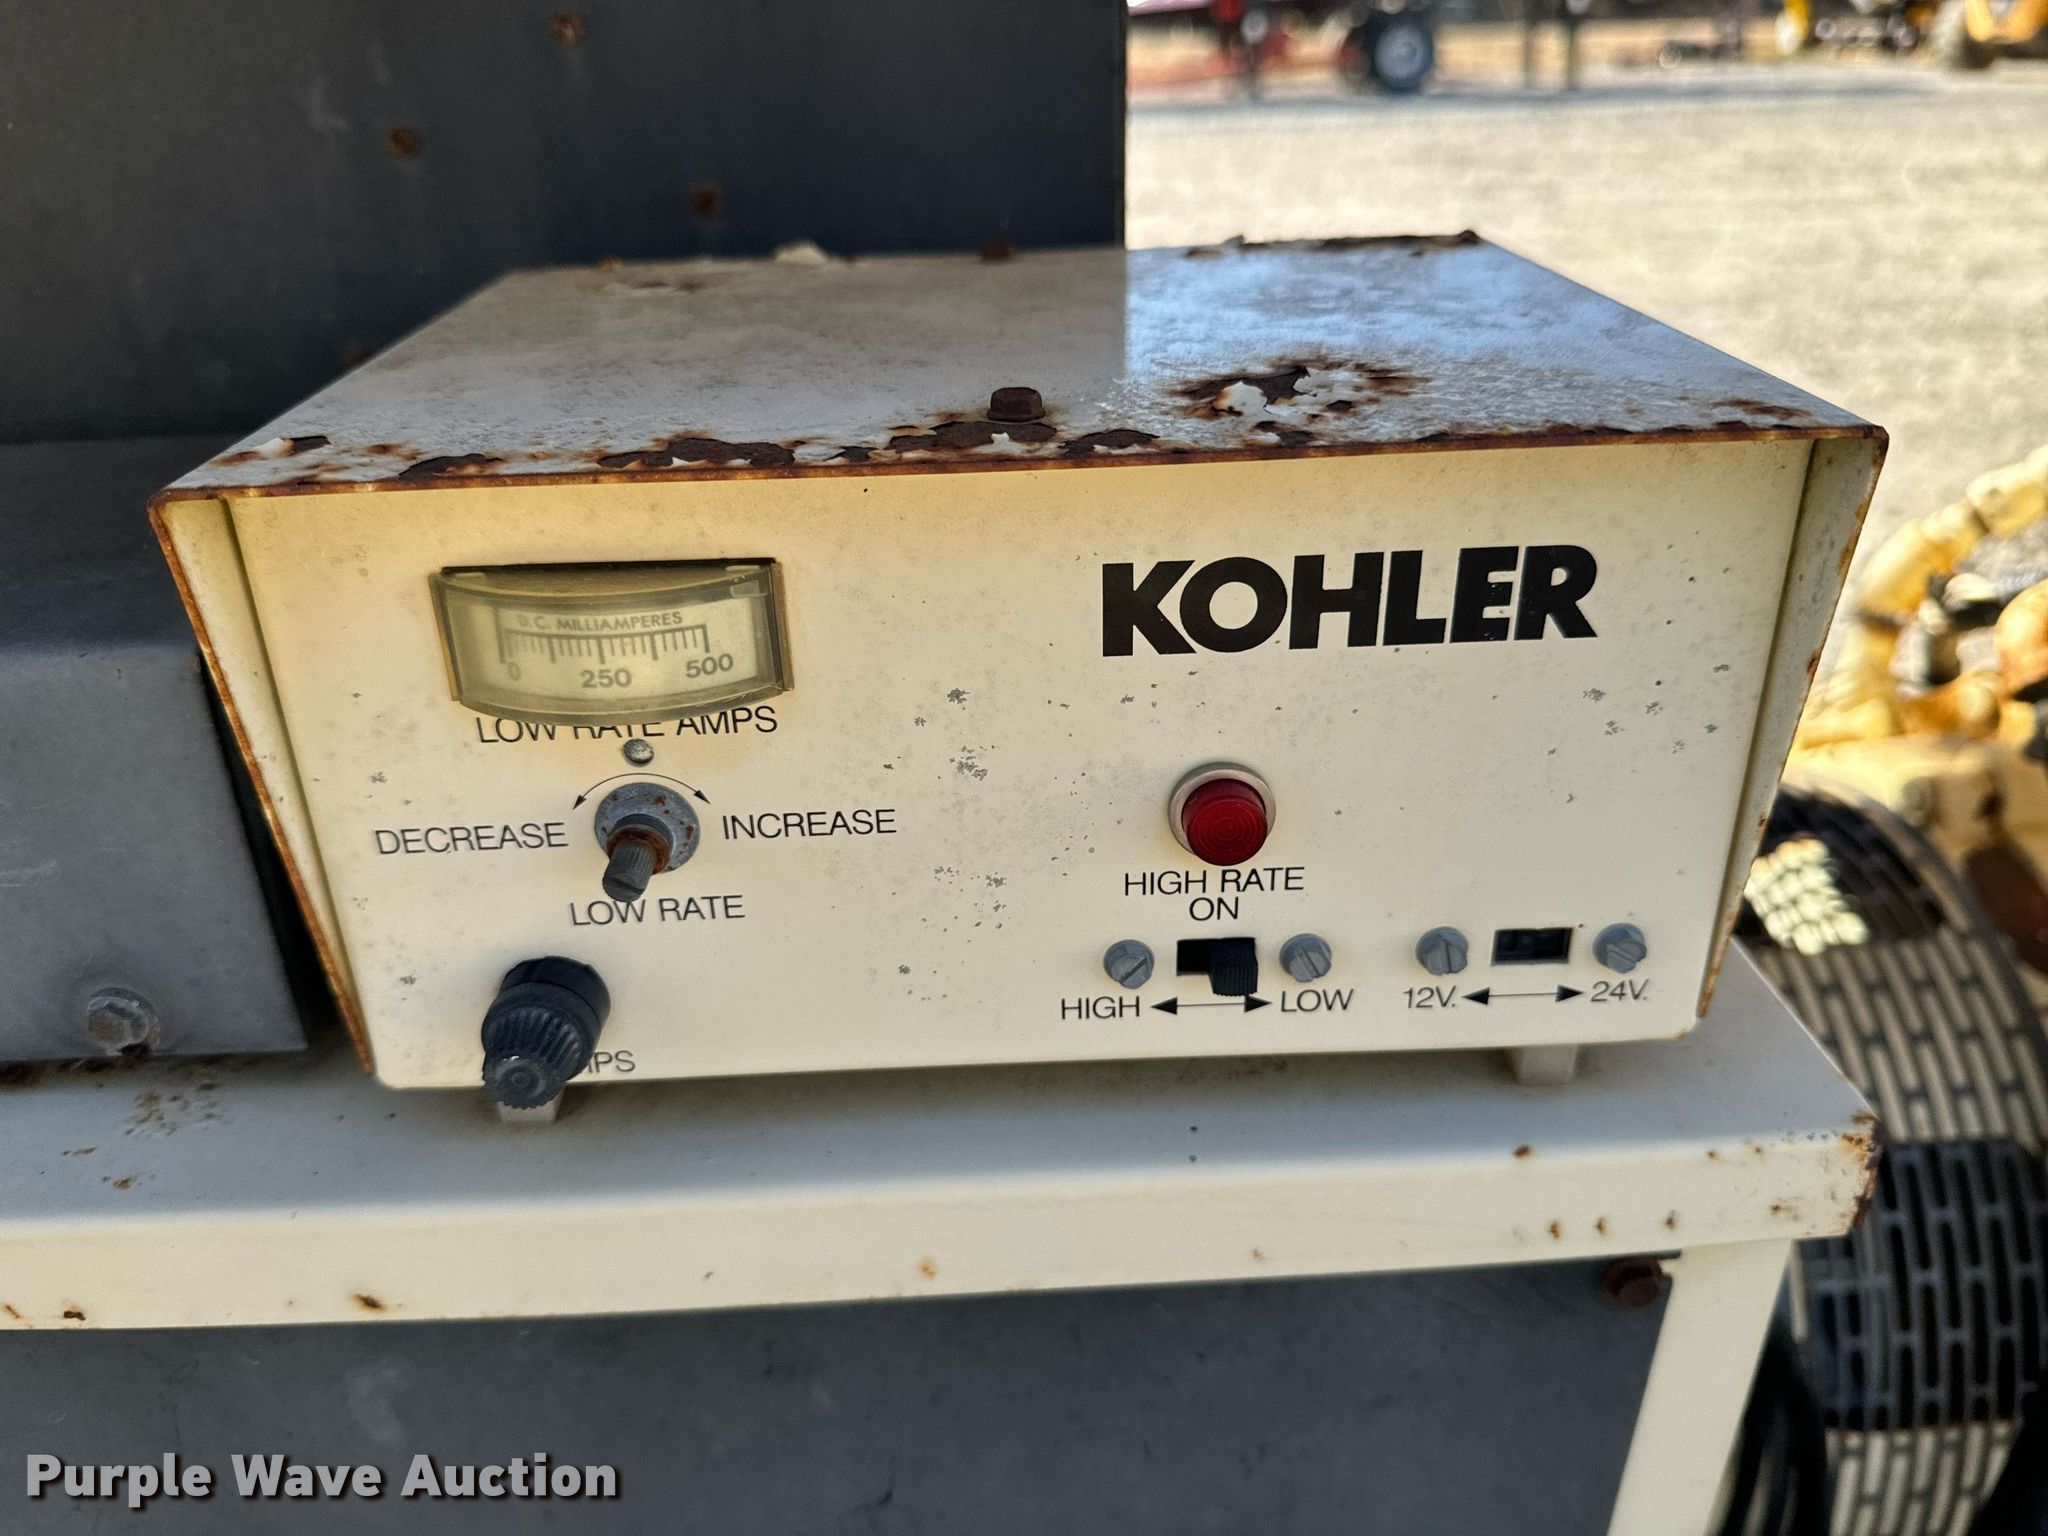 KOHLER
D.C. MILLIAMPERES
0 250 500
LOW RATE AMPS
DECREASE INCREASE
LOW RATE
HIGH RATE
ON
HIGH LOW
12V. 24V.
Purple Wave Auction